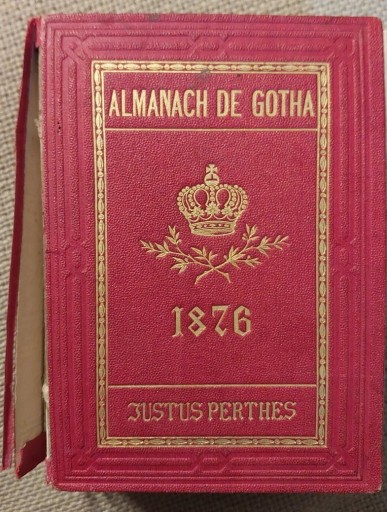 ALMANACH DE GOTHA
1876
JUSTUS PERTHES